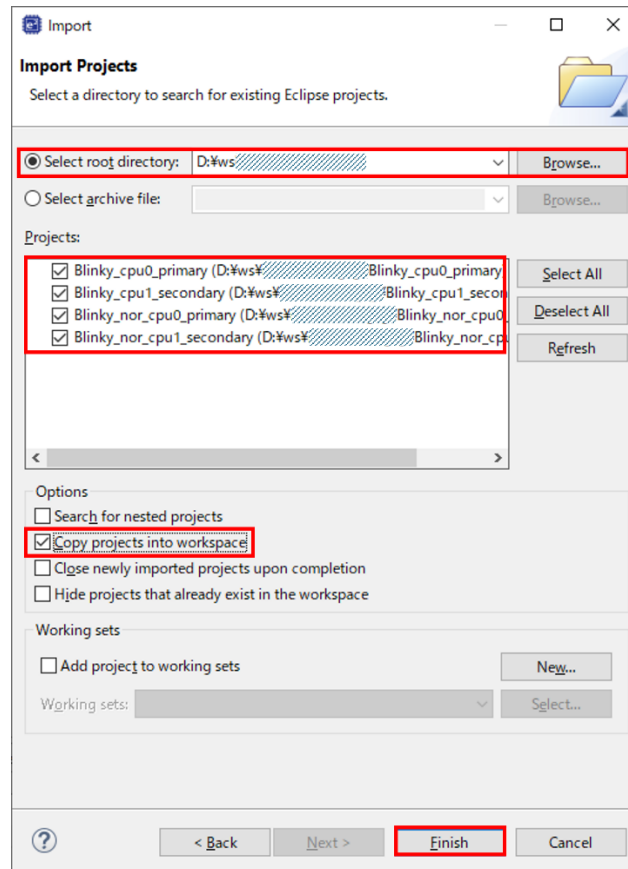 Import
Import Projects
Select a directory to search for existing Eclipse projects.
Select root directory: D:¥ws Browse...
Select archive file: Browse...
Projects:
Blinky_cpu0_primary (D:¥ws¥ Blinky_cpu0_primary
Blinky_cpu1_secondary (D:¥ws¥ Blinky_cpu1_secon
Blinky_nor_cpu0_primary (D:¥ws¥ Blinky_nor_cpu0_
Blinky_nor_cpu1_secondary (D:¥ws¥ Blinky_nor_cpu
Select All
Deselect All
Refresh
Options
Search for nested projects
Copy projects into workspace
Close newly imported projects upon completion
Hide projects that already exist in the workspace
Working sets
Add project to working sets New...
Working sets: Select...
? < Back Next > Finish Cancel